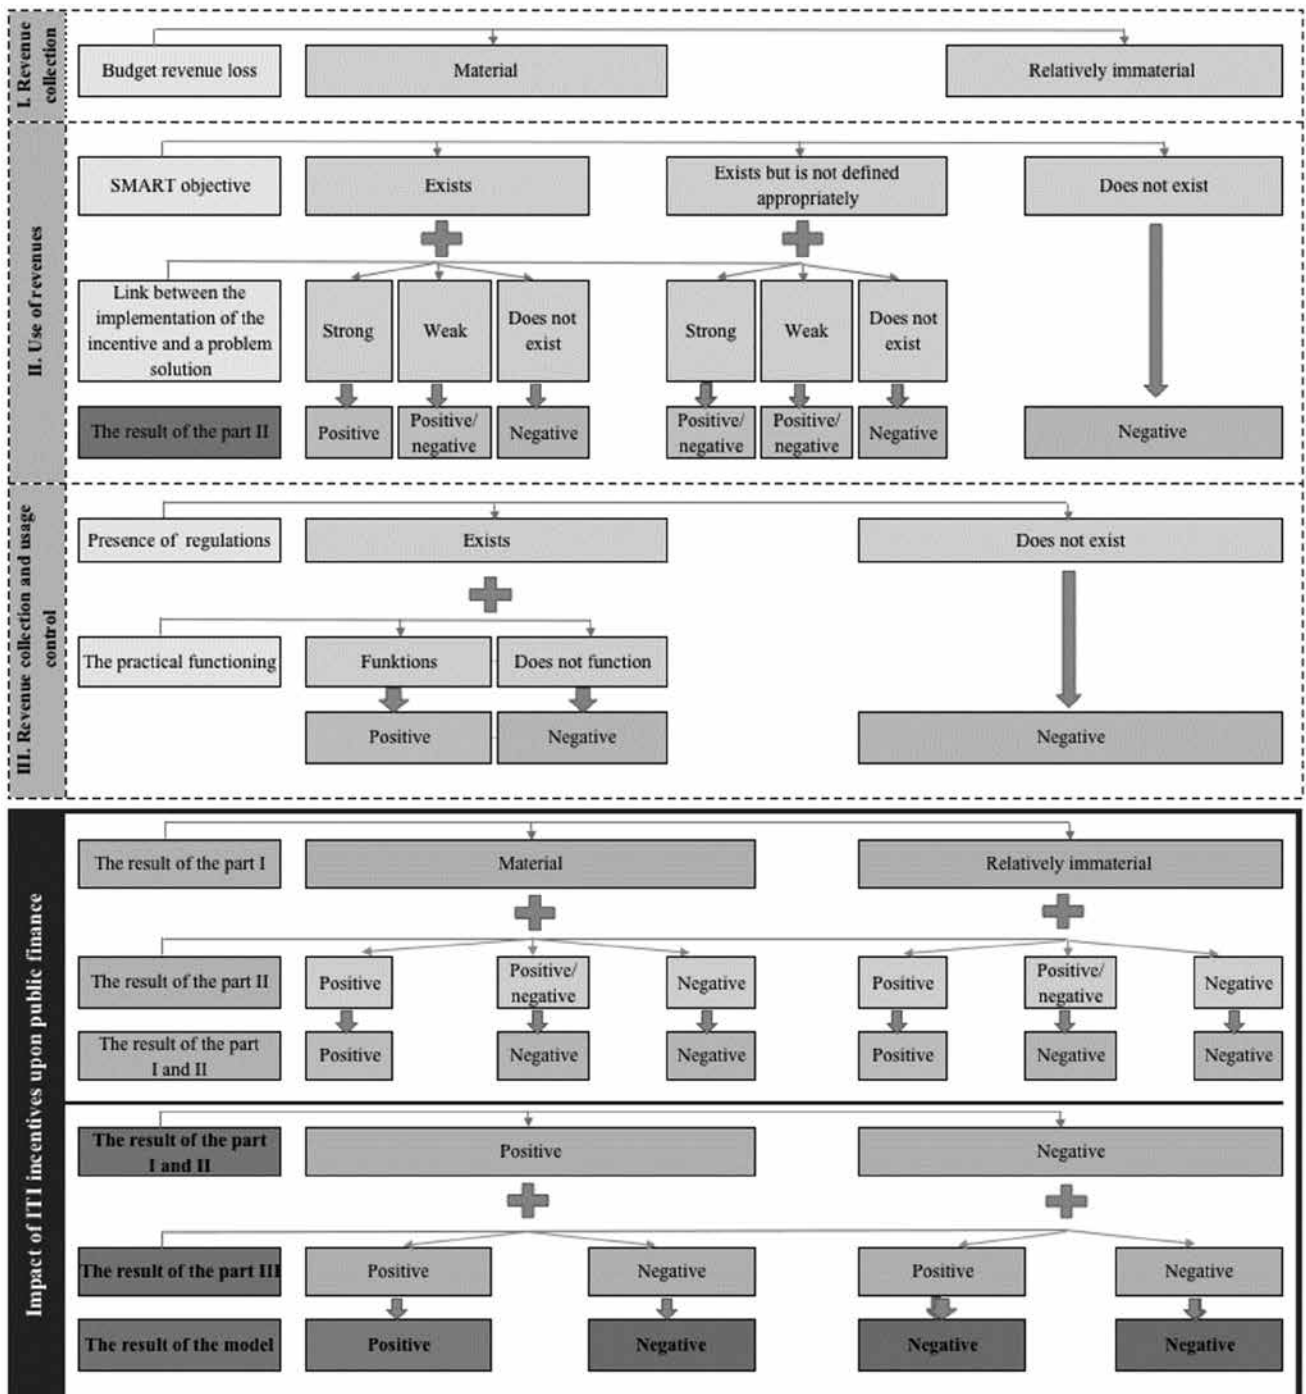 I. Revenue
collection
Budget revenue loss
Material
Relatively immaterial
II. Use of revenues
SMART objective
Exists
Exists but is not defined
appropriately
Does not exist
Link between the
implementation of the
incentive and a problem
solution
Strong
Weak
Does not
exist
Strong
Weak
Does not
exist
The result of the part II
Positive
Positive/
negative
Negative
Positive/
negative
Positive/
negative
Negative
Negative
III. Revenue collection and usage
control
Presence of regulations
Exists
Does not exist
The practical functioning
Funktions
Does not function
Positive
Negative
Negative
Impact of ITI incentives upon public finance
The result of the part I
Material
Relatively immaterial
The result of the part II
Positive
Positive/
negative
Negative
Positive
Positive/
negative
Negative
The result of the part
I and II
Positive
Negative
Negative
Positive
Negative
Negative
The result of the part
I and II
Positive
Negative
The result of the part III
Positive
Negative
Positive
Negative
The result of the model
Positive
Negative
Negative
Negative